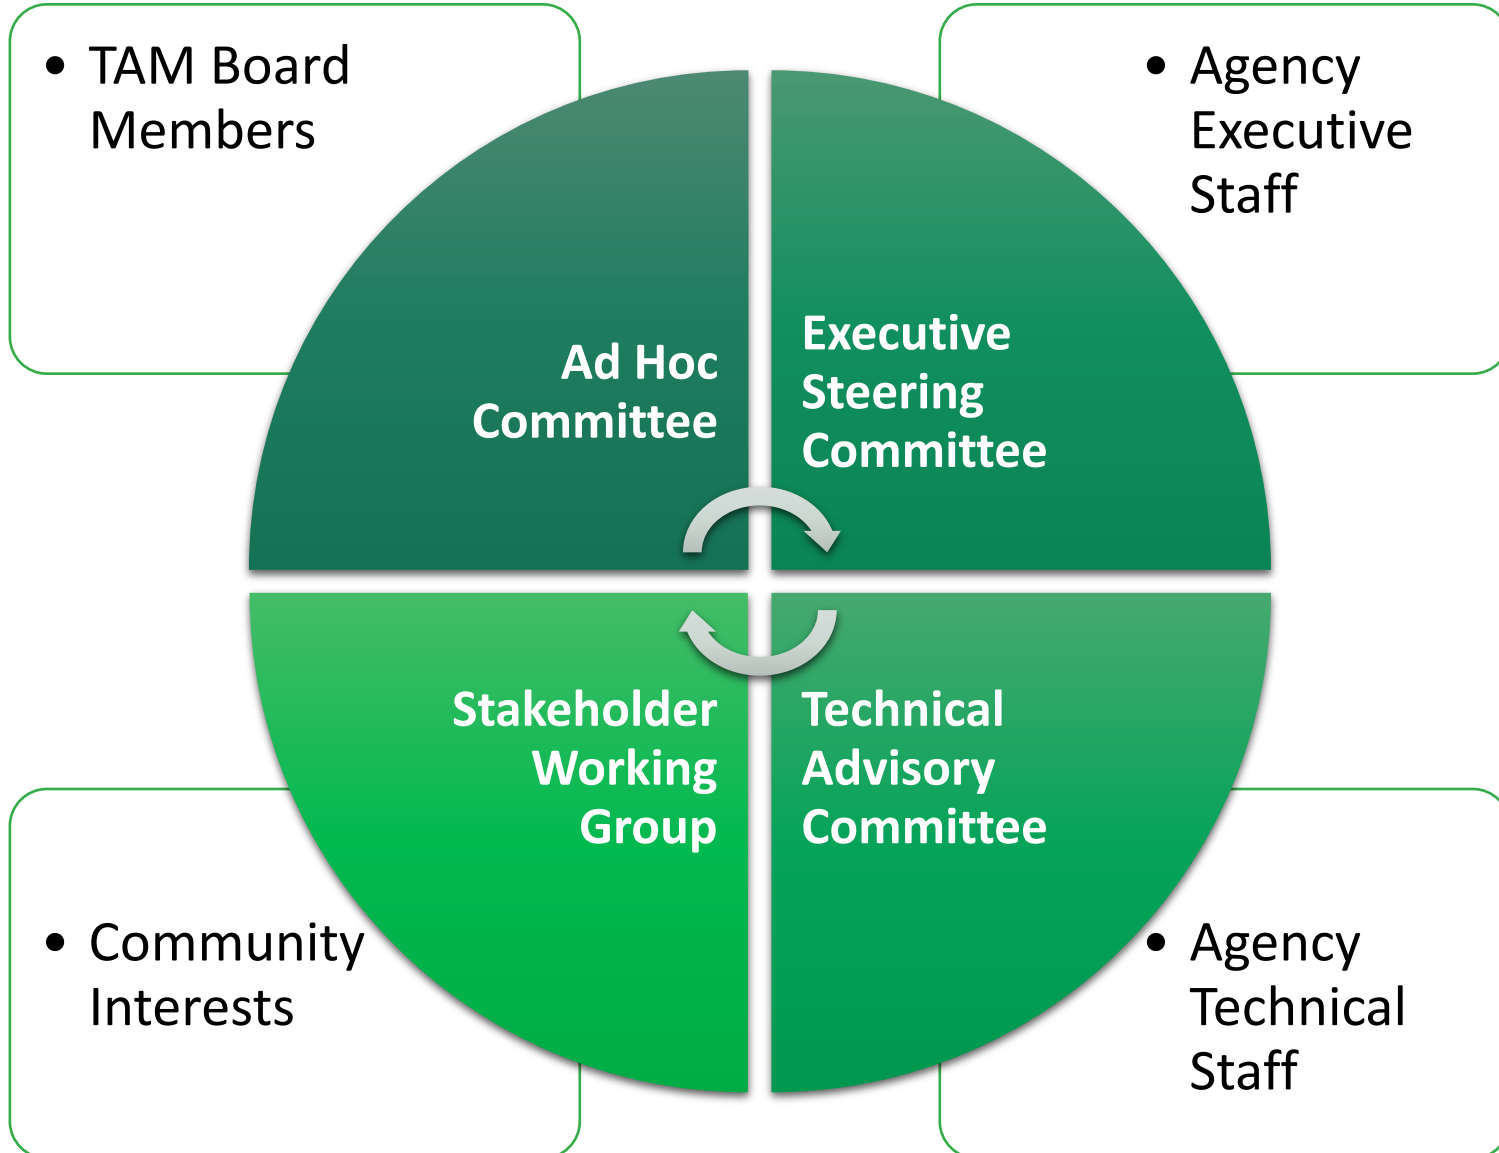 • TAM Board
Members
• Agency
Executive
Staff
Ad Hoc
Committee
Executive
Steering
Committee
Stakeholder
Working
Group
Technical
Advisory
Committee
• Community
Interests
• Agency
Technical
Staff